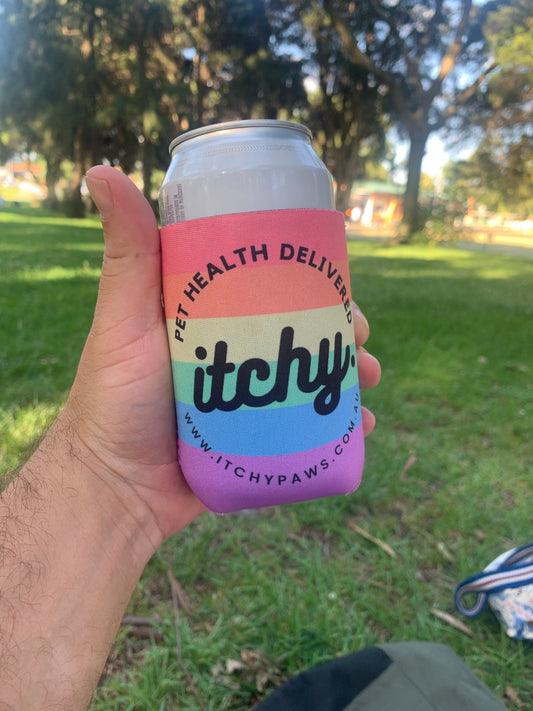 PET HEALTH DELIVERED
itchy.
WWW.ITCHYPAWS.COM.AU